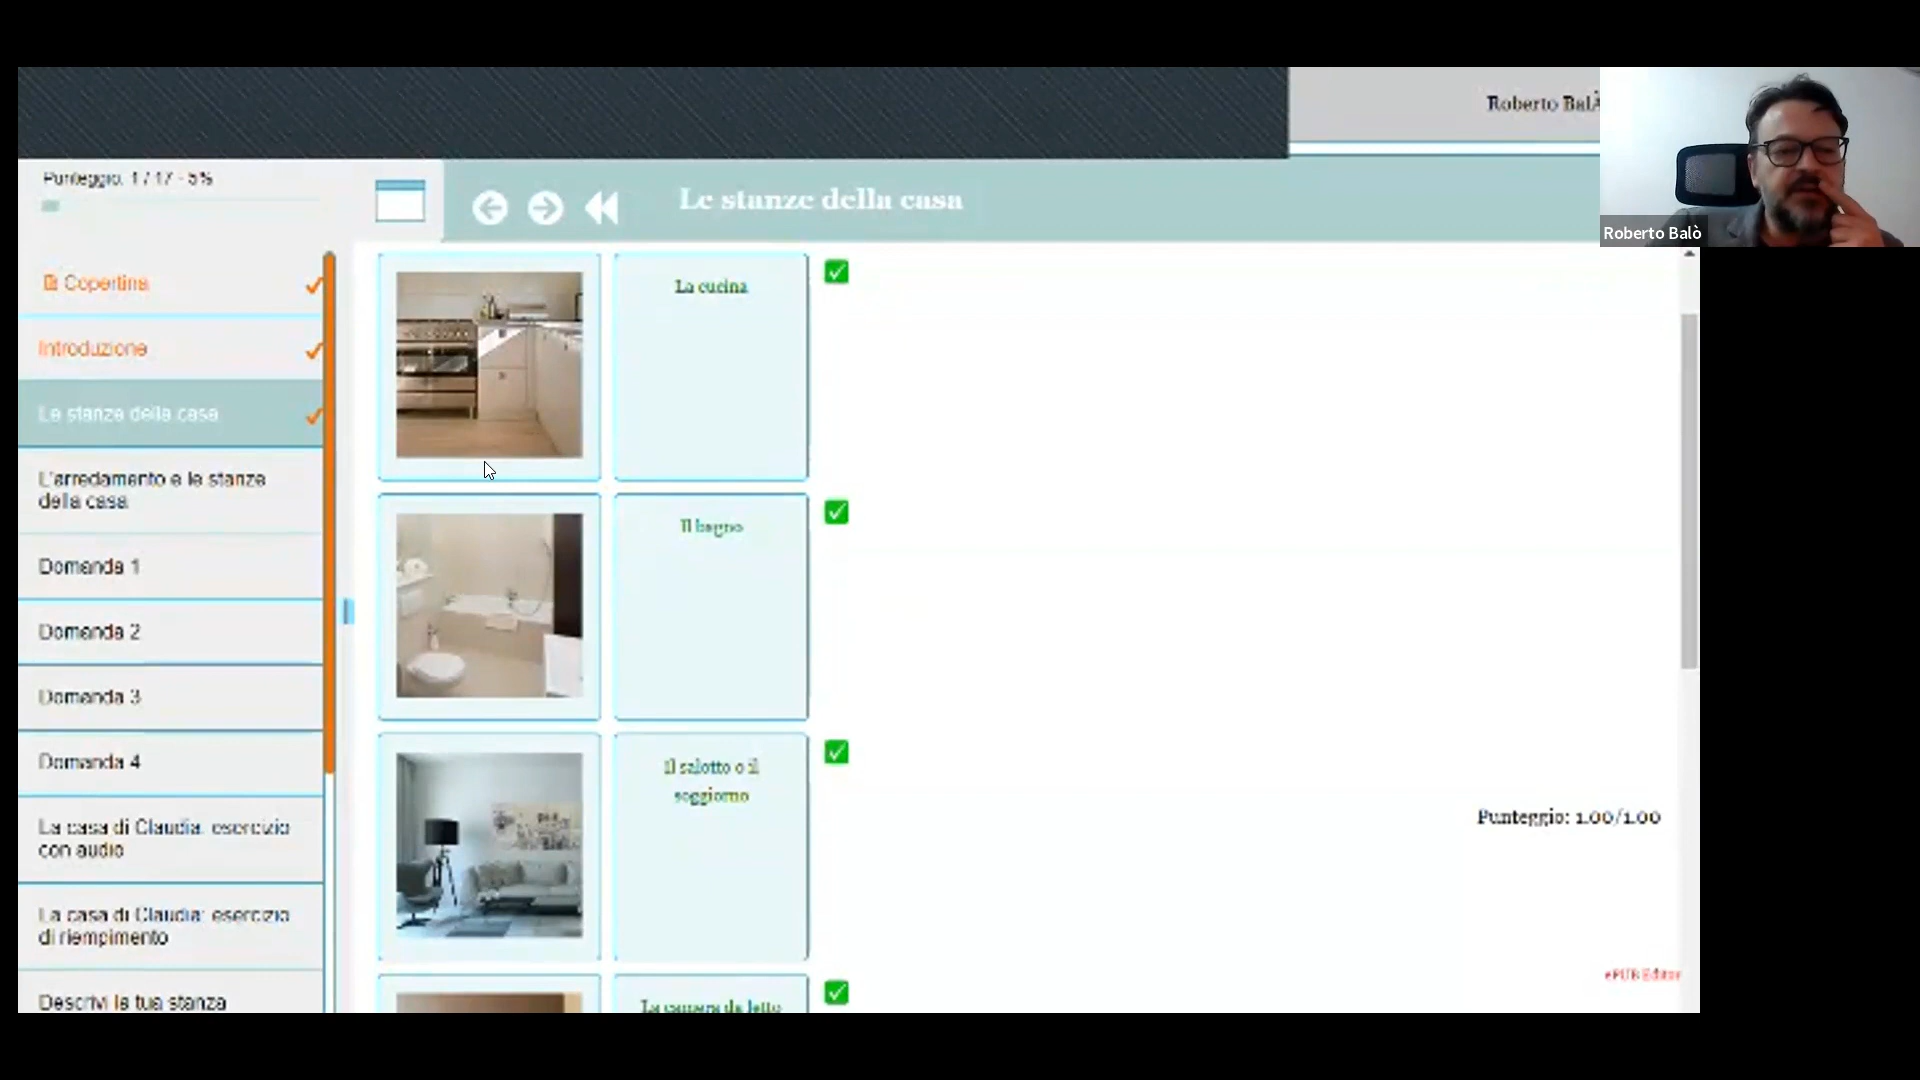 Roberto BalÃ
Roberto Balò
Punteggio: 1 / 17 - 5%
Le stanze della casa
Copertina
Introduzione
Le stanze della casa
L'arredamento e le stanze
della casa
Domanda 1
Domanda 2
Domanda 3
Domanda 4
La casa di Claudia: esercizio
con audio
La casa di Claudia: esercizio
di riempimento
Descrivi la tua stanza
La cucina
Il bagno
Il salotto o il
soggiorno
La camera da letto
Punteggio: 1.00/1.00
ePUB Editor